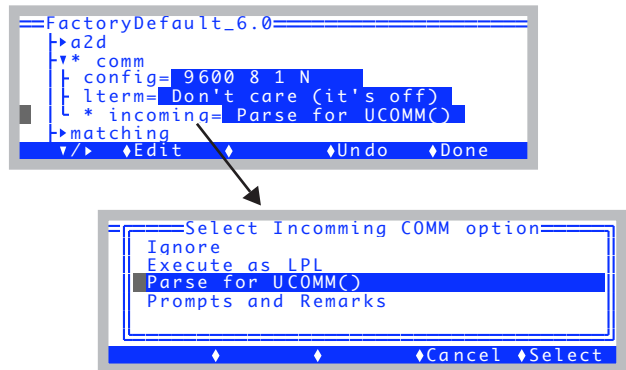 FactoryDefault_6.0
a2d
* comm
config= 9600 8 1 N
lterm= Don't care (it's off)
* incoming= Parse for UCOMM()
matching
▾/▸ ♦Edit ♦ ♦Undo ♦Done
Select Incomming COMM option
Ignore
Execute as LPL
Parse for UCOMM()
Prompts and Remarks
♦ ♦ ♦Cancel ♦Select